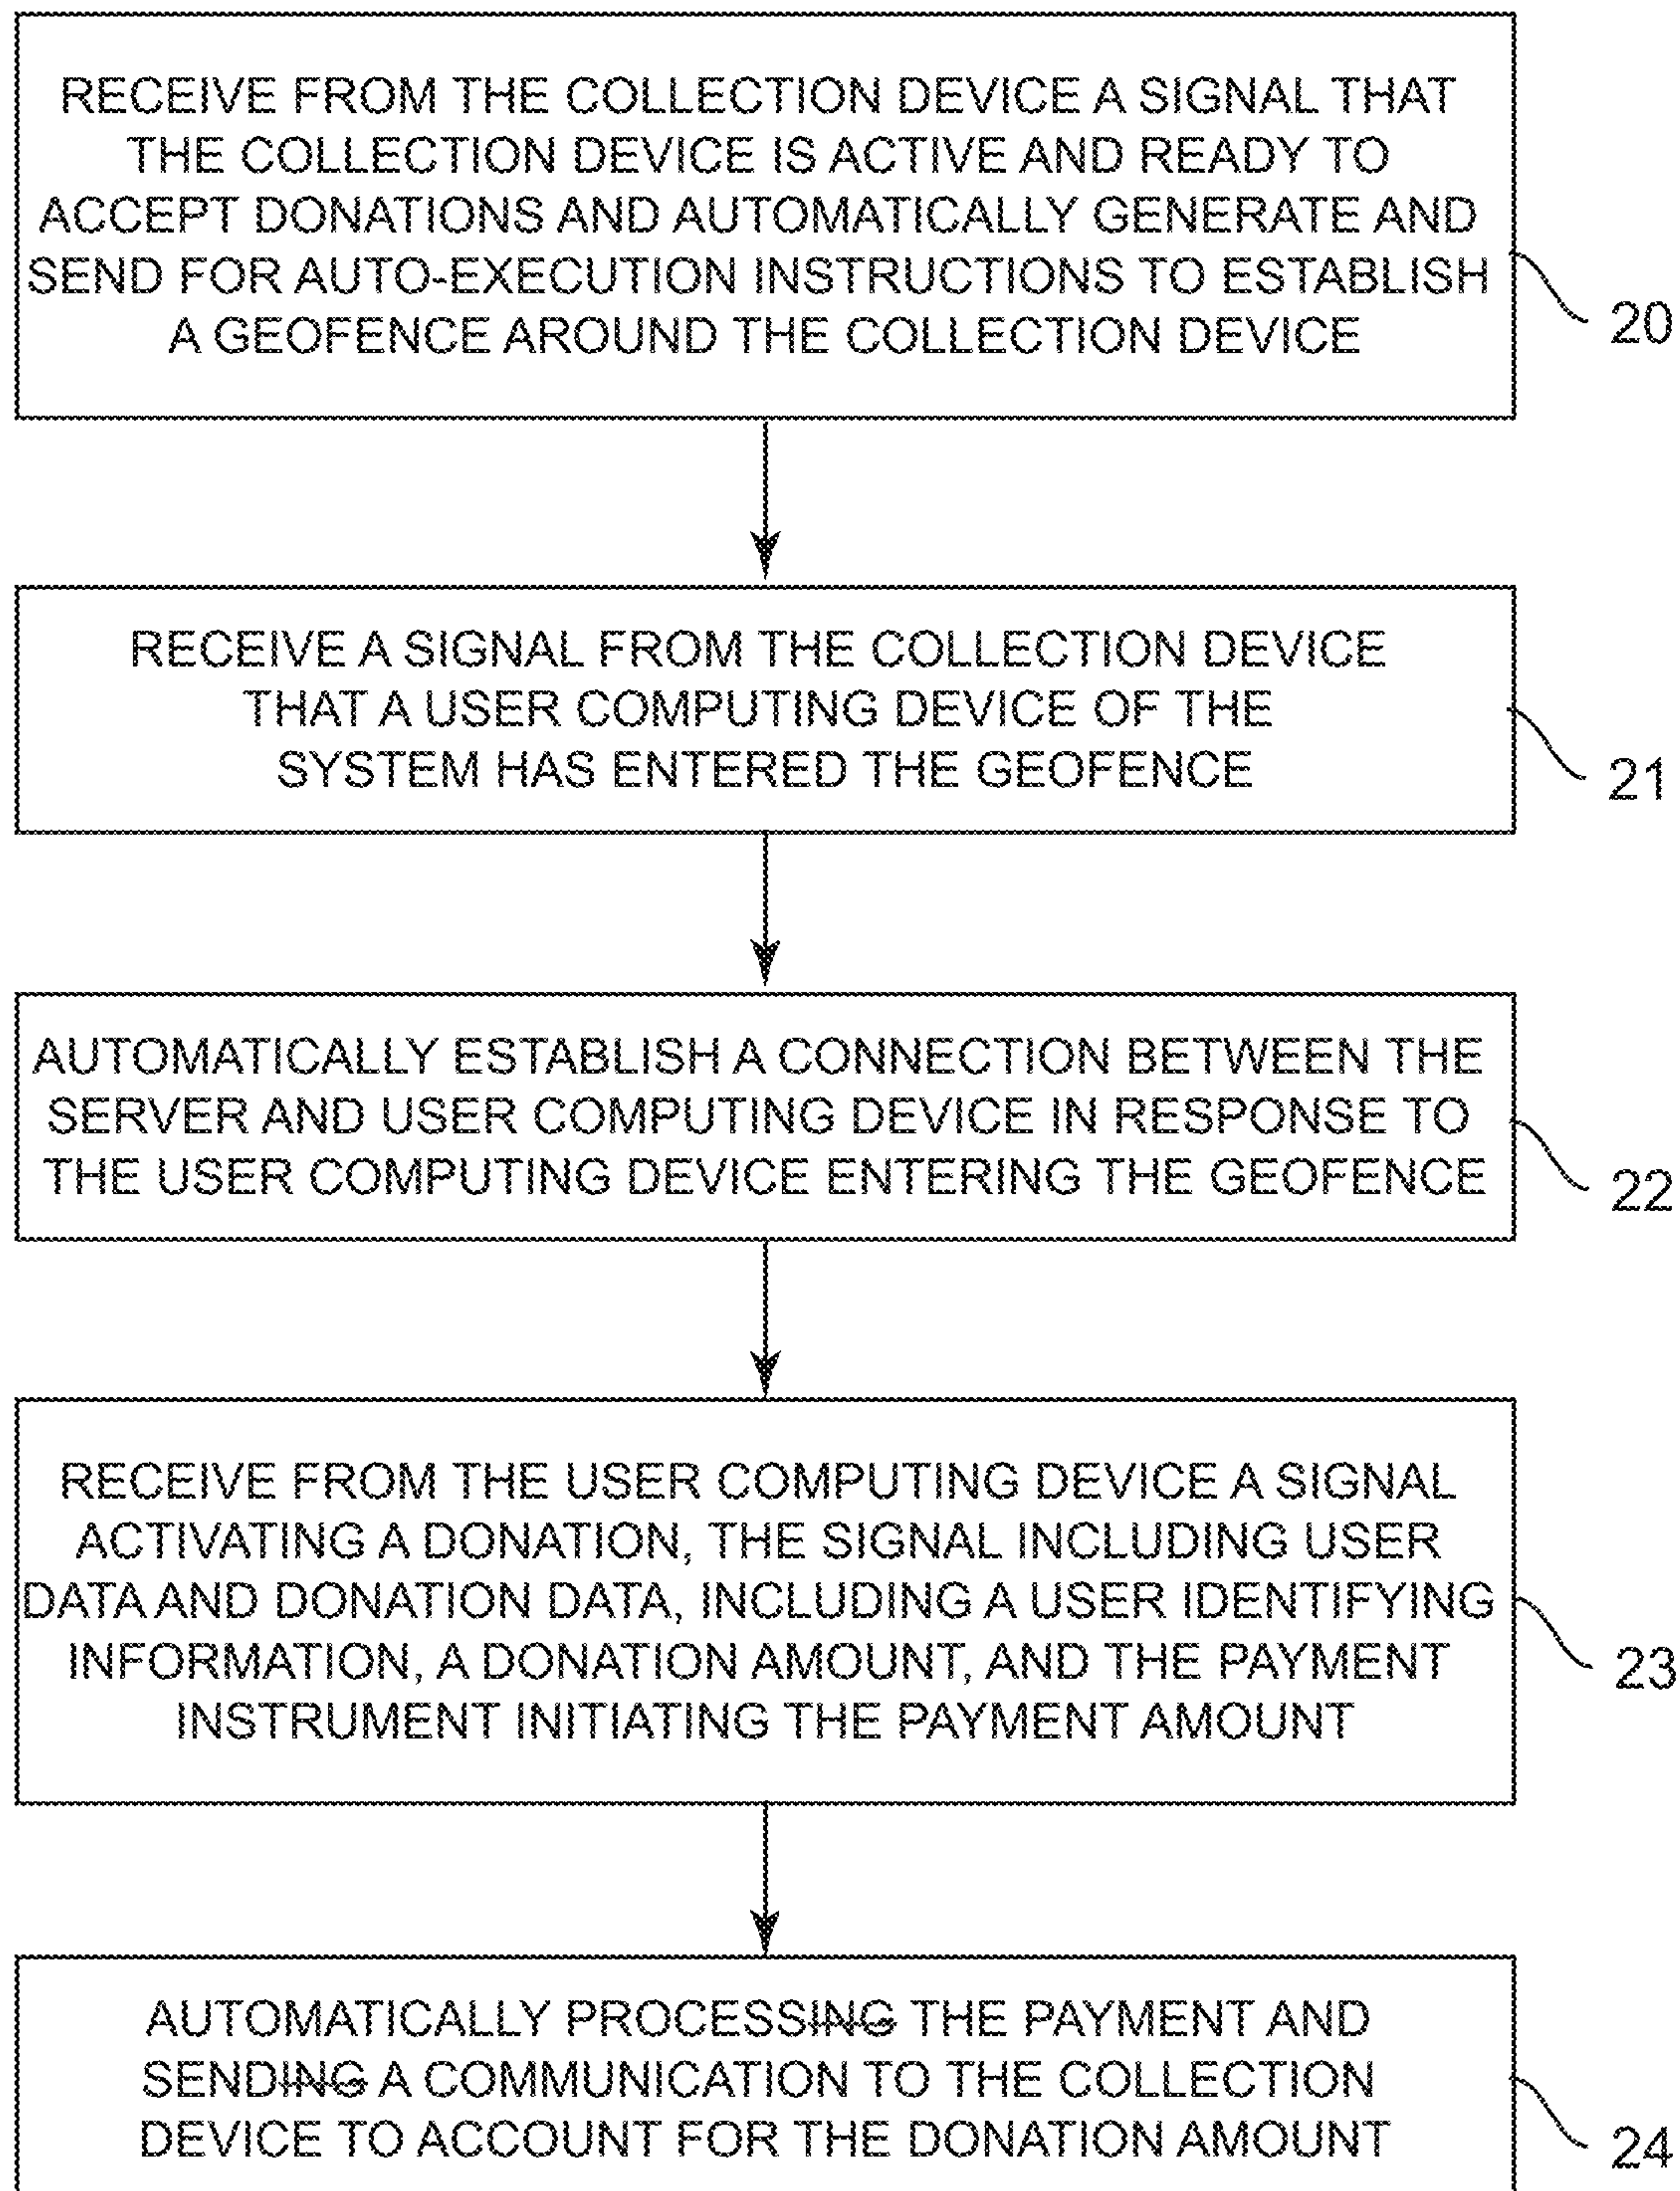 RECEIVE FROM THE COLLECTION DEVICE A SIGNAL THAT
THE COLLECTION DEVICE IS ACTIVE AND READY TO
ACCEPT DONATIONS AND AUTOMATICALLY GENERATE AND
SEND FOR AUTO-EXECUTION INSTRUCTIONS TO ESTABLISH
A GEOFENCE AROUND THE COLLECTION DEVICE
20
RECEIVE A SIGNAL FROM THE COLLECTION DEVICE
THAT A USER COMPUTING DEVICE OF THE
SYSTEM HAS ENTERED THE GEOFENCE
21
AUTOMATICALLY ESTABLISH A CONNECTION BETWEEN THE
SERVER AND USER COMPUTING DEVICE IN RESPONSE TO
THE USER COMPUTING DEVICE ENTERING THE GEOFENCE
22
RECEIVE FROM THE USER COMPUTING DEVICE A SIGNAL
ACTIVATING A DONATION, THE SIGNAL INCLUDING USER
DATA AND DONATION DATA, INCLUDING A USER IDENTIFYING
INFORMATION, A DONATION AMOUNT, AND THE PAYMENT
INSTRUMENT INITIATING THE PAYMENT AMOUNT
23
AUTOMATICALLY PROCESSING THE PAYMENT AND
SENDING A COMMUNICATION TO THE COLLECTION
DEVICE TO ACCOUNT FOR THE DONATION AMOUNT
24